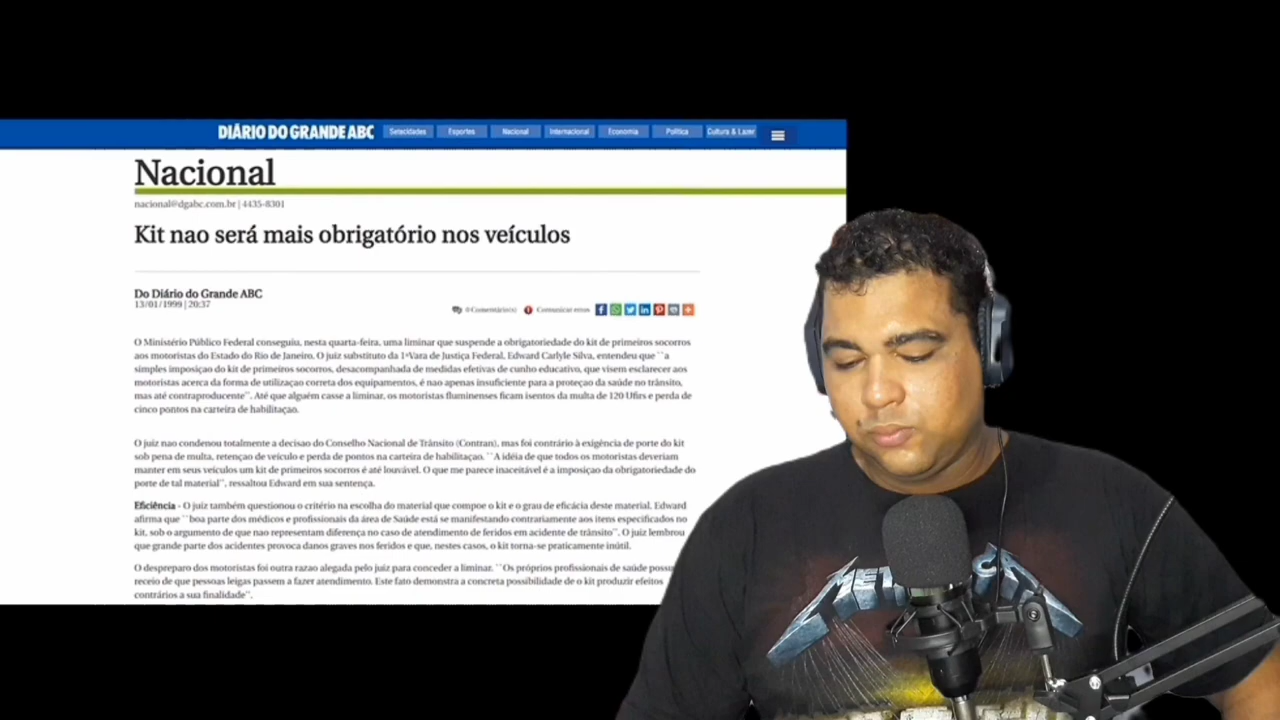 DIÁRIO DO GRANDE ABC
Setecidades Esportes Nacional Internacional Economia Política Cultura & Lazer
Nacional
nacional@dgabc.com.br | 4435-8301
Kit nao será mais obrigatório nos veículos
Do Diário do Grande ABC
13/01/1999 | 20:37
0 Comentário(s) Comunicar erros
O Ministério Público Federal conseguiu, nesta quarta-feira, uma liminar que suspende a obrigatoriedade do kit de primeiros socorros
aos motoristas do Estado do Rio de Janeiro. O juiz substituto da 1ªVara de Justiça Federal, Edward Carlyle Silva, entendeu que ``a
simples imposiçao do kit de primeiros socorros, desacompanhada de medidas efetivas de cunho educativo, que visem esclarecer aos
motoristas acerca da forma de utilizaçao correta dos equipamentos, é nao apenas insuficiente para a proteçao da saúde no trânsito,
mas até contraproducente''. Até que alguém casse a liminar, os motoristas fluminenses ficam isentos da multa de 120 Ufirs e perda de
cinco pontos na carteira de habilitaçao.
O juiz nao condenou totalmente a decisao do Conselho Nacional de Trânsito (Contran), mas foi contrário à exigência de porte do kit
sob pena de multa, retençao de veículo e perda de pontos na carteira de habilitaçao. ``A idéia de que todos os motoristas deveriam
manter em seus veículos um kit de primeiros socorros é até louvável. O que me parece inaceitável é a imposiçao da obrigatoriedade do
porte de tal material'', ressaltou Edward em sua sentença.
Eficiência - O juiz também questionou o critério na escolha do material que compoe o kit e o grau de eficácia deste material. Edward
afirma que ``boa parte dos médicos e profissionais da área de Saúde está se manifestando contrariamente aos itens especificados no
kit, sob o argumento de que nao representam diferença no caso de atendimento de feridos em acidente de trânsito''. O juiz lembrou
que grande parte dos acidentes provoca danos graves nos feridos e que, nestes casos, o kit torna-se praticamente inútil.
O despreparo dos motoristas foi outra razao alegada pelo juiz para conceder a liminar. ``Os próprios profissionais de saúde possu
receio de que pessoas leigas passem a fazer atendimento. Este fato demonstra a concreta possibilidade de o kit produzir efeitos
contrários a sua finalidade''.